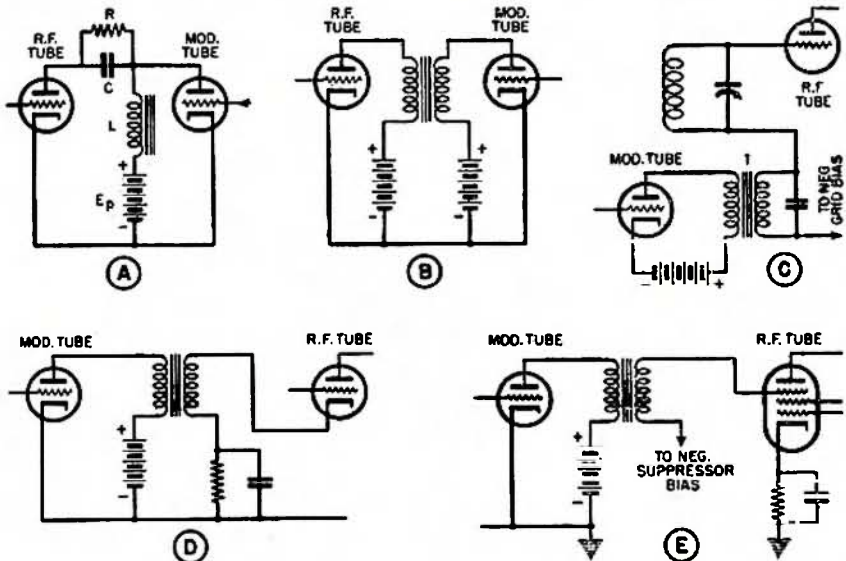 R.F. TUBE
R
MOD. TUBE
C
L
+
Ep
-
A
R.F. TUBE
MOD. TUBE
+
-
+
-
B
R.F TUBE
MOD. TUBE
T
TO NEG. GRID BIAS
-
+
C
MOD. TUBE
R.F. TUBE
+
-
D
MOD. TUBE
R.F. TUBE
+
-
TO NEG.
SUPPRESSOR
BIAS
-
E